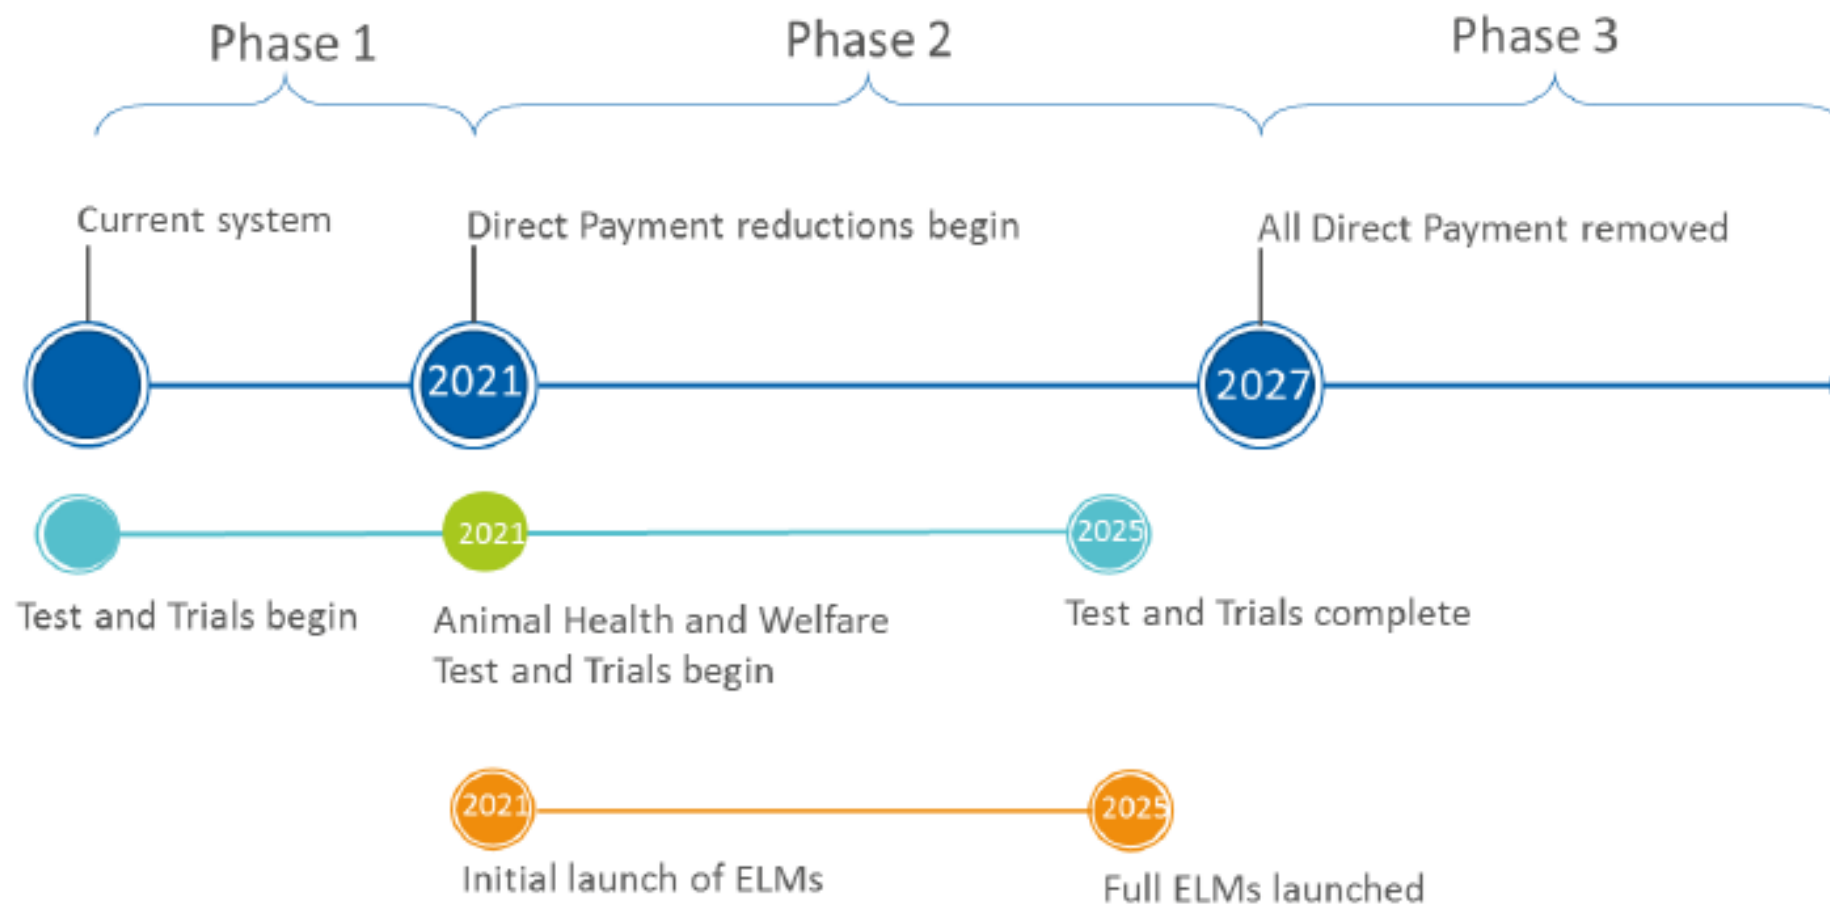 Phase 1
Phase 2
Phase 3
Current system
Direct Payment reductions begin
All Direct Payment removed
2021
2027
2021
2025
Test and Trials begin
Animal Health and Welfare
Test and Trials begin
Test and Trials complete
2021
2025
Initial launch of ELMs
Full ELMs launched